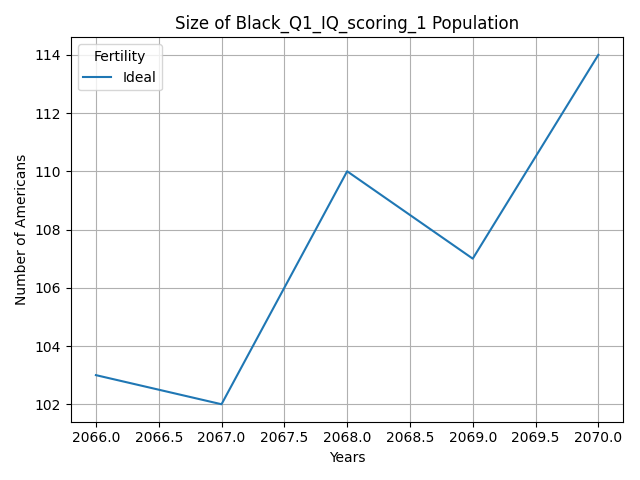 Size of Black_Q1_IQ_scoring_1 Population
Fertility
Ideal
Number of Americans
114
112
110
108
106
104
102
2066.0 2066.5 2067.0 2067.5 2068.0 2068.5 2069.0 2069.5 2070.0
Years